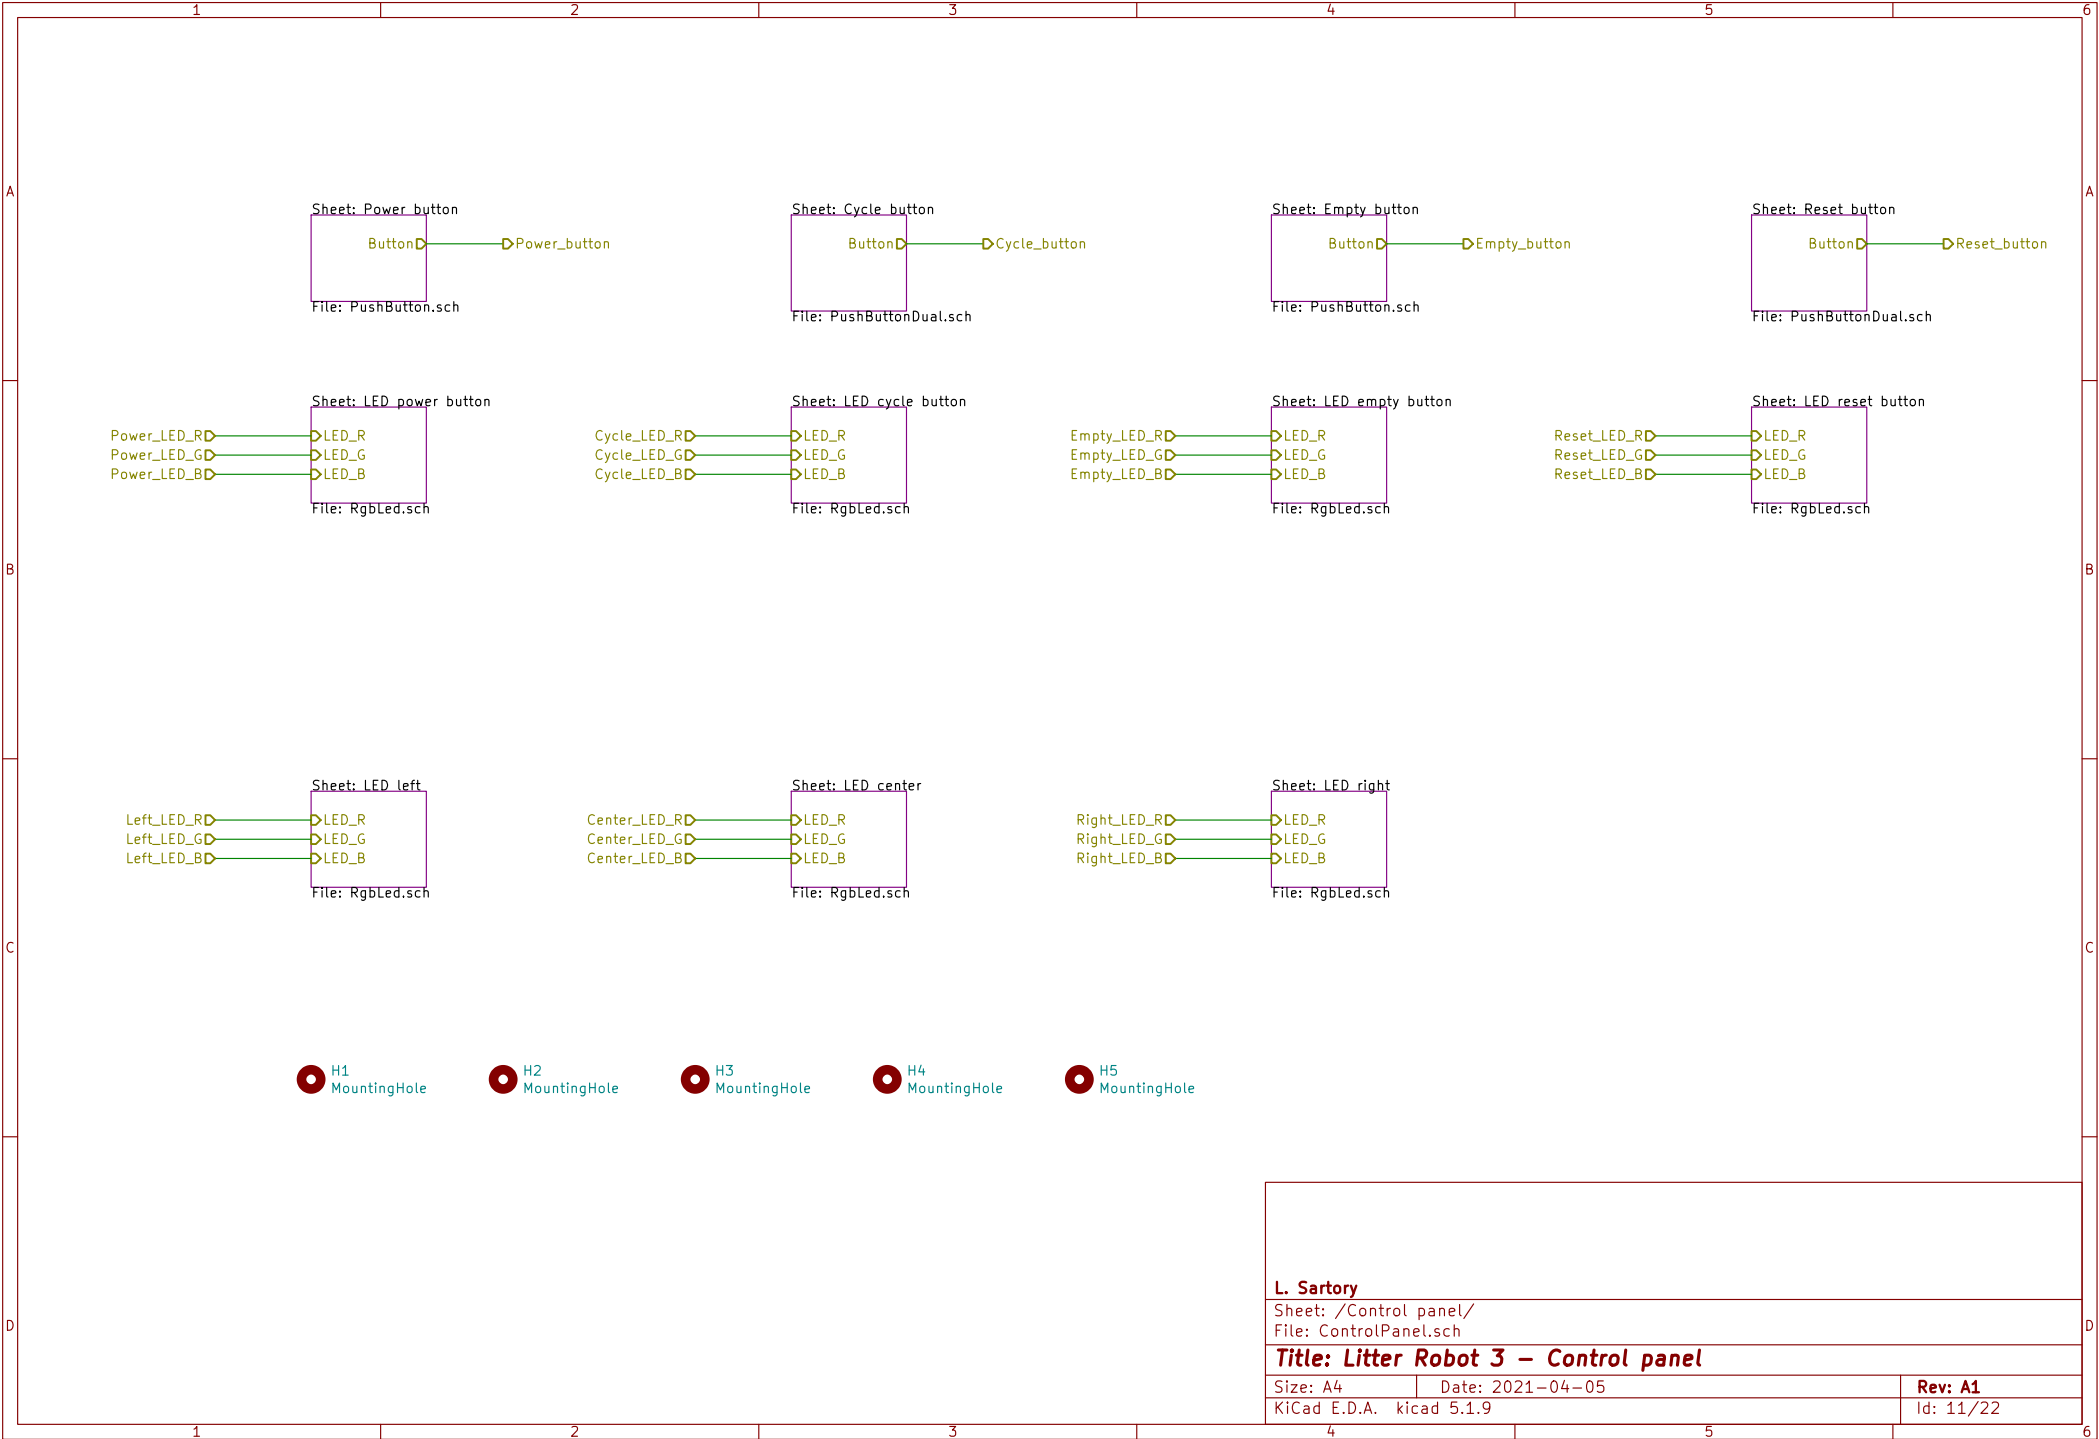 1 2 3 4 5 6
A A
Sheet: Power button
Button Power_button
File: PushButton.sch
Sheet: Cycle button
Button Cycle_button
File: PushButtonDual.sch
Sheet: Empty button
Button Empty_button
File: PushButton.sch
Sheet: Reset button
Button Reset_button
File: PushButtonDual.sch
Sheet: LED power button
Power_LED_R LED_R
Power_LED_G LED_G
Power_LED_B LED_B
File: RgbLed.sch
Sheet: LED cycle button
Cycle_LED_R LED_R
Cycle_LED_G LED_G
Cycle_LED_B LED_B
File: RgbLed.sch
Sheet: LED empty button
Empty_LED_R LED_R
Empty_LED_G LED_G
Empty_LED_B LED_B
File: RgbLed.sch
Sheet: LED reset button
Reset_LED_R LED_R
Reset_LED_G LED_G
Reset_LED_B LED_B
File: RgbLed.sch
B B
Sheet: LED left
Left_LED_R LED_R
Left_LED_G LED_G
Left_LED_B LED_B
File: RgbLed.sch
Sheet: LED center
Center_LED_R LED_R
Center_LED_G LED_G
Center_LED_B LED_B
File: RgbLed.sch
Sheet: LED right
Right_LED_R LED_R
Right_LED_G LED_G
Right_LED_B LED_B
File: RgbLed.sch
C C
H1
MountingHole
H2
MountingHole
H3
MountingHole
H4
MountingHole
H5
MountingHole
L. Sartory
Sheet: /Control panel/
File: ControlPanel.sch
D D
Title: Litter Robot 3 - Control panel
Size: A4 Date: 2021-04-05 Rev: A1
KiCad E.D.A. kicad 5.1.9 Id: 11/22
1 2 3 4 5 6